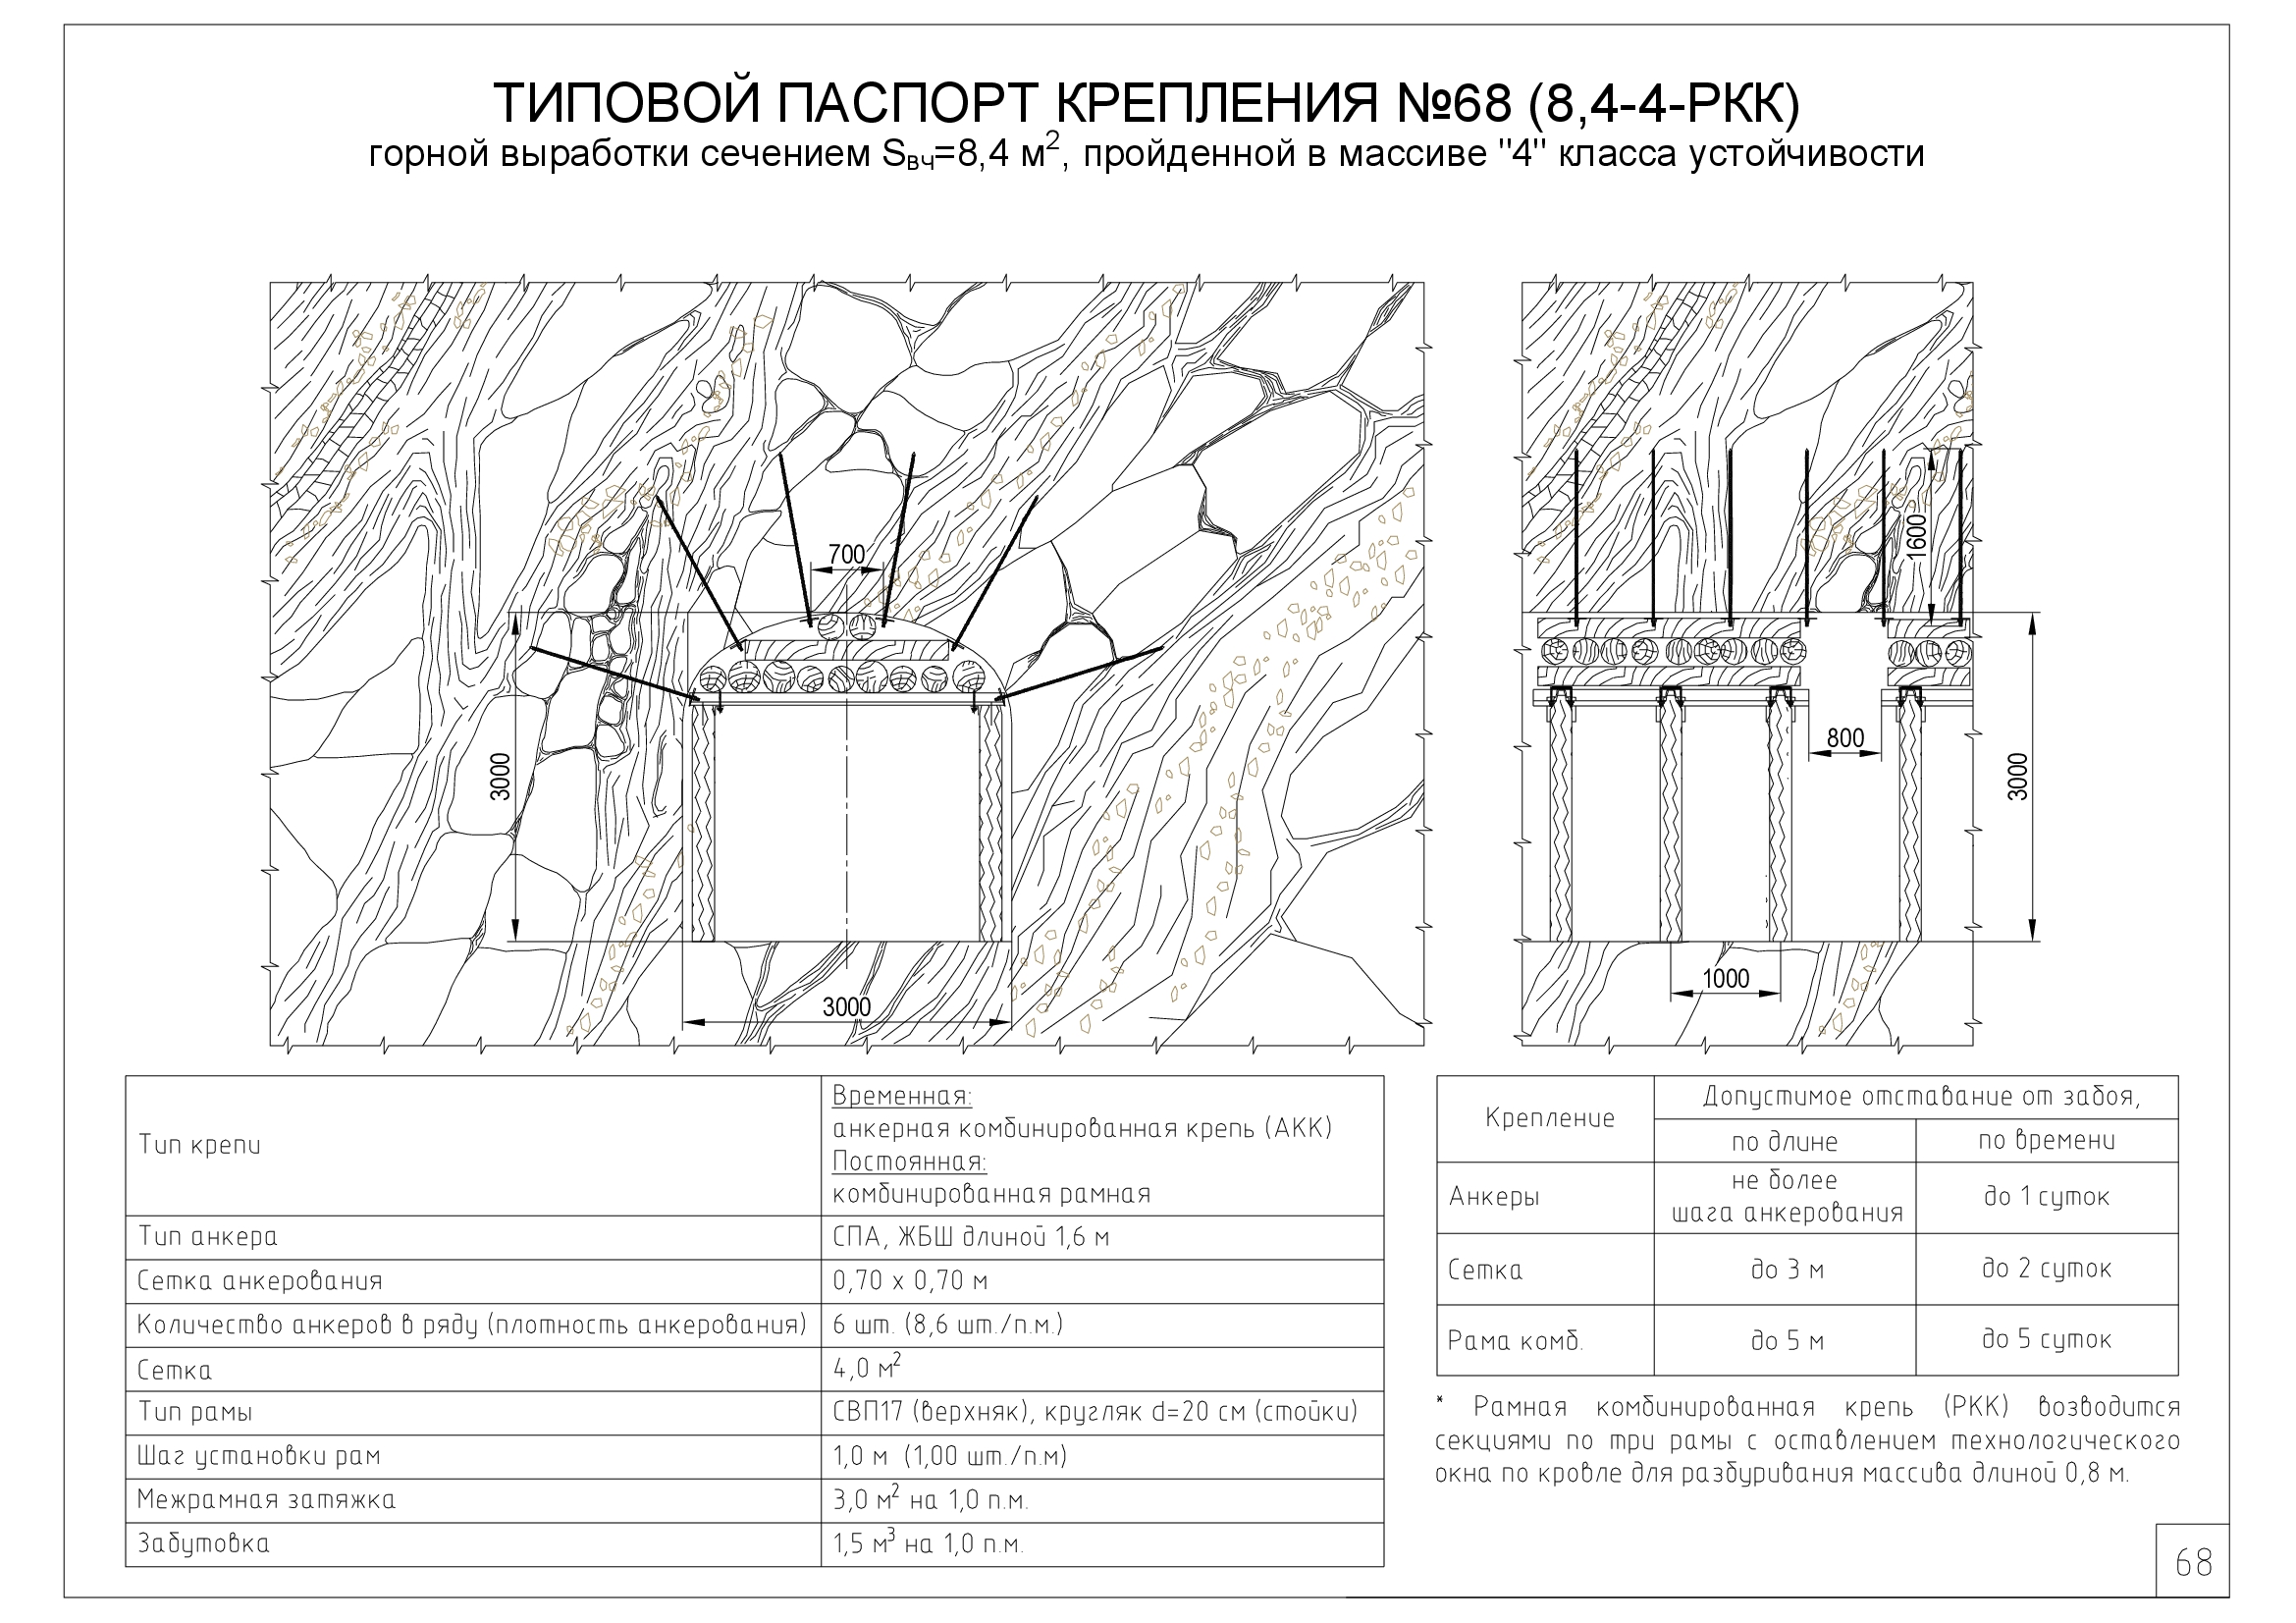 ТИПОВОЙ ПАСПОРТ КРЕПЛЕНИЯ №68 (8,4-4-РКК)
горной выработки сечением Sвч=8,4 м², пройденной в массиве "4" класса устойчивости
700
3000
3000
1600
800
3000
1000
Тип крепи
Временная:
анкерная комбинированная крепь (АКК)
Постоянная:
комбинированная рамная
Тип анкера
СПА, ЖБШ длиной 1,6 м
Сетка анкерования
0,70 х 0,70 м
Количество анкеров в ряду (плотность анкерования)
6 шт. (8,6 шт./п.м.)
Сетка
4,0 м²
Тип рамы
СВП17 (верхняк), кругляк d=20 см (стойки)
Шаг установки рам
1,0 м (1,00 шт./п.м)
Межрамная затяжка
3,0 м² на 1,0 п.м.
Забутовка
1,5 м³ на 1,0 п.м.
Крепление
Допустимое отставание от забоя,
по длине
по времени
Анкеры
не более
шага анкерования
до 1 суток
Сетка
до 3 м
до 2 суток
Рама комб.
до 5 м
до 5 суток
* Рамная комбинированная крепь (РКК) возводится
секциями по три рамы с оставлением технологического
окна по кровле для разбуривания массива длиной 0,8 м.
68